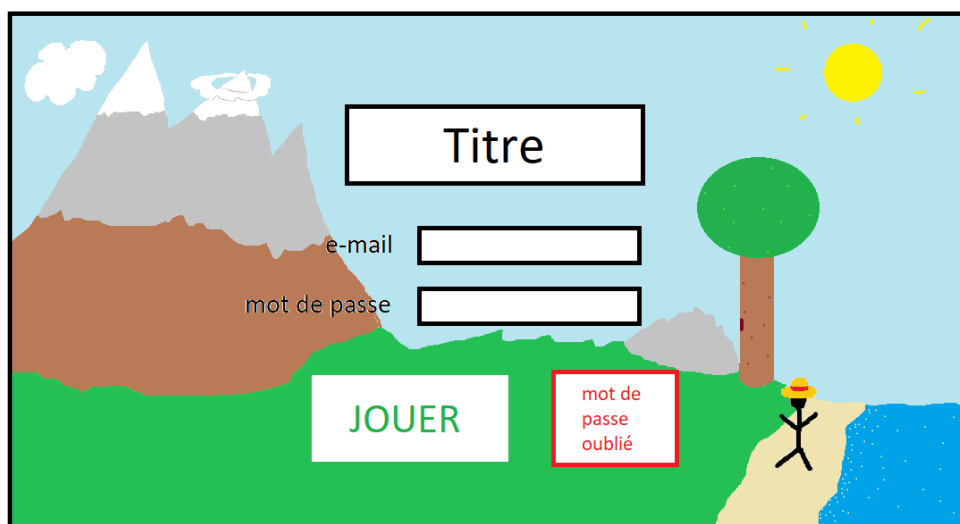 Titre
e-mail
mot de passe
JOUER
mot de
passe
oublié